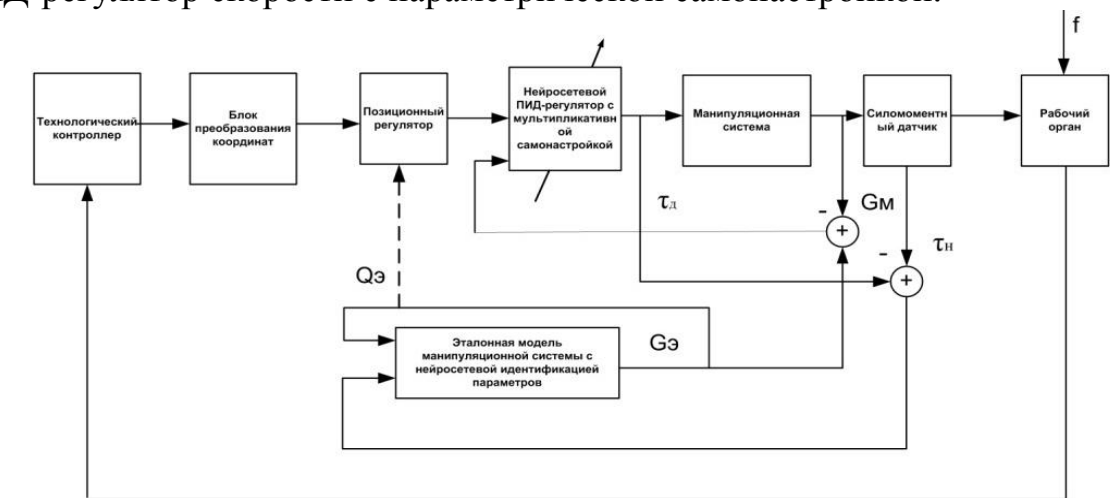 регулятор скорости с параметрической самонастройкой.
f
Технологический
контроллер
Блок
преобразования
координат
Позиционный
регулятор
Нейросетевой
ПИД-регулятор с
мультипликативн
ой
самонастройкой
Манипуляционная
система
Силомоментн
ый датчик
Рабочий
орган
τд
-
Gм
+
-
τн
+
Qэ
Эталонная модель
манипуляционной системы с
нейросетевой идентификацией
параметров
Gэ